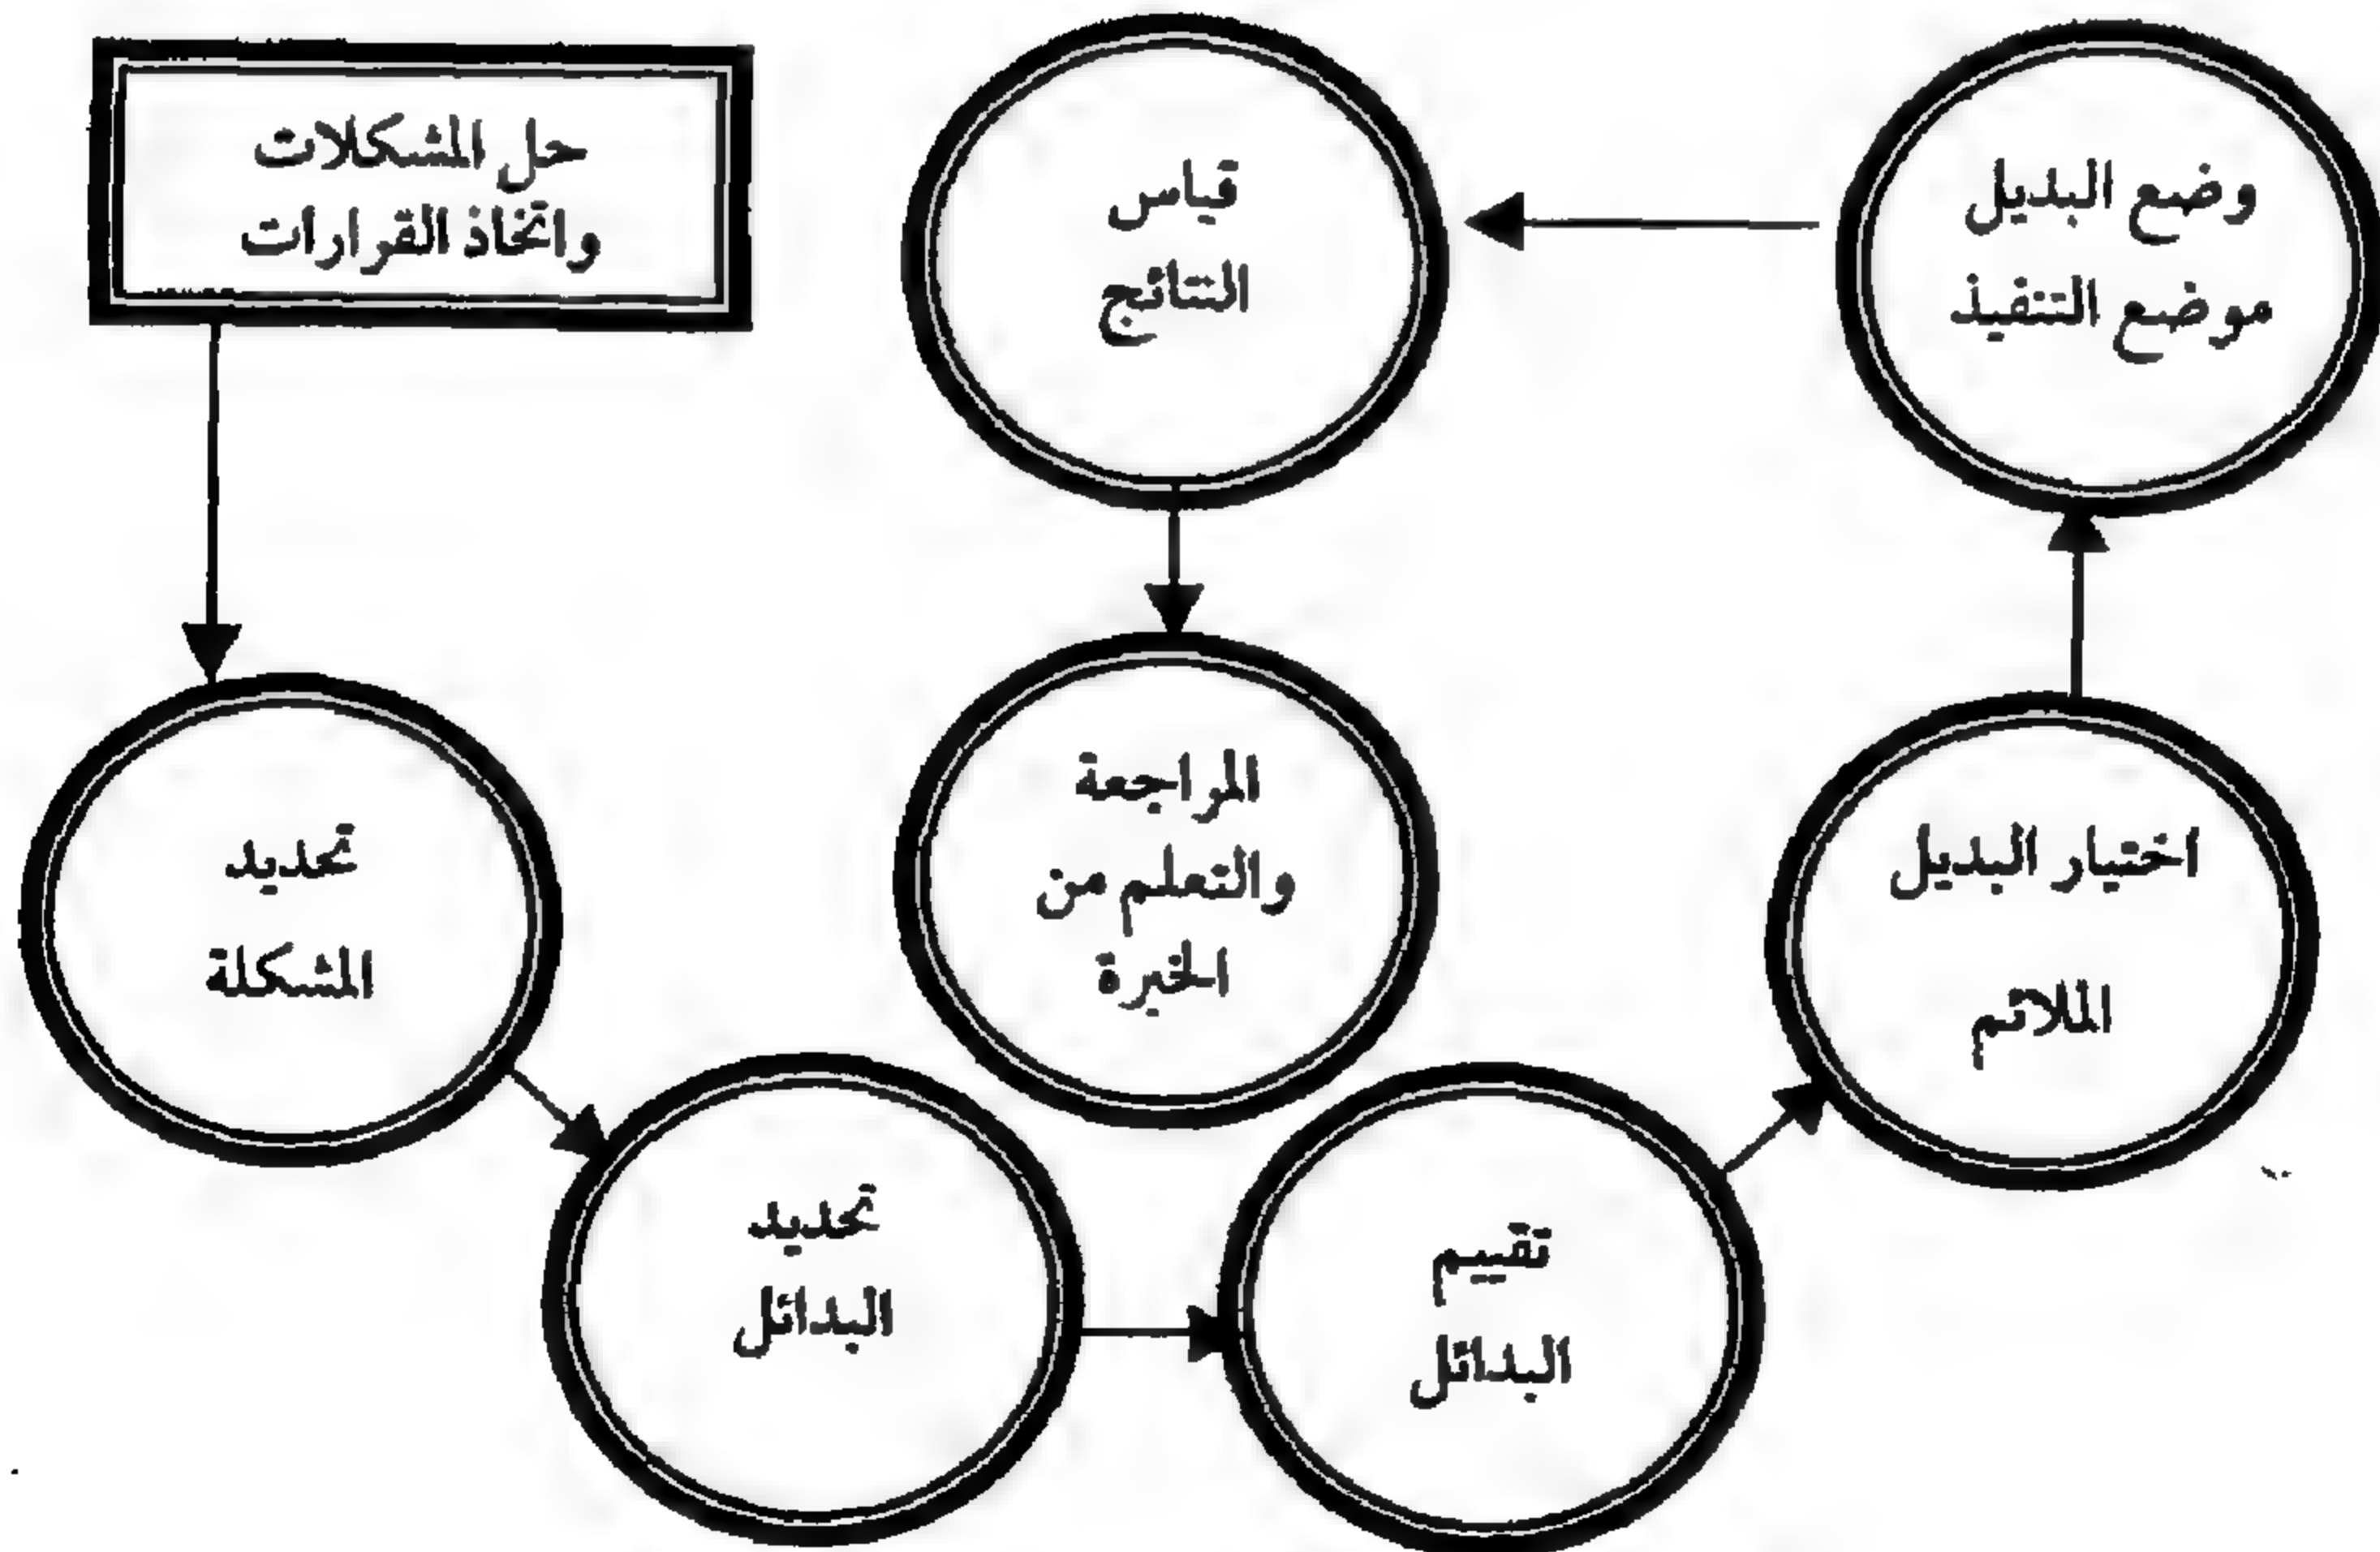 حل المشكلات
واتخاذ القرارات
تحديد
المشكلة
تحديد
البدائل
تقييم
البدائل
اختيار البديل
الملائم
وضع البديل
موضع التنفيذ
قياس
النتائج
المراجعة
والتعلم من
الخبرة